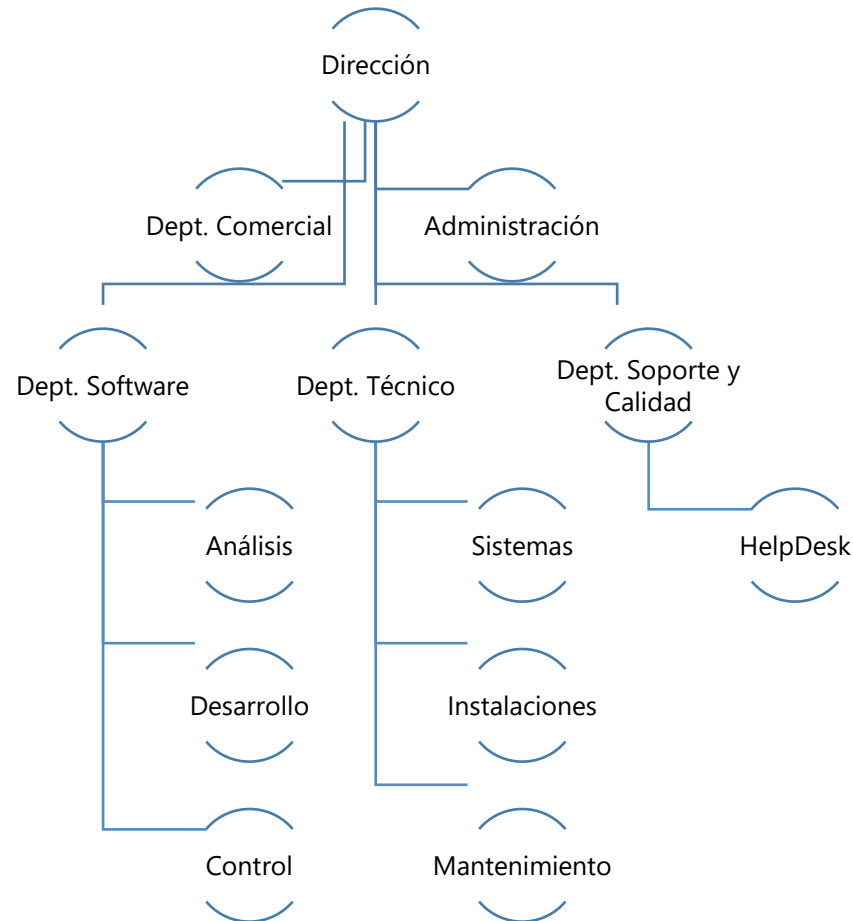 Dirección
Dept. Comercial
Administración
Dept. Software
Dept. Técnico
Dept. Soporte y
Calidad
Análisis
Sistemas
HelpDesk
Desarrollo
Instalaciones
Control
Mantenimiento